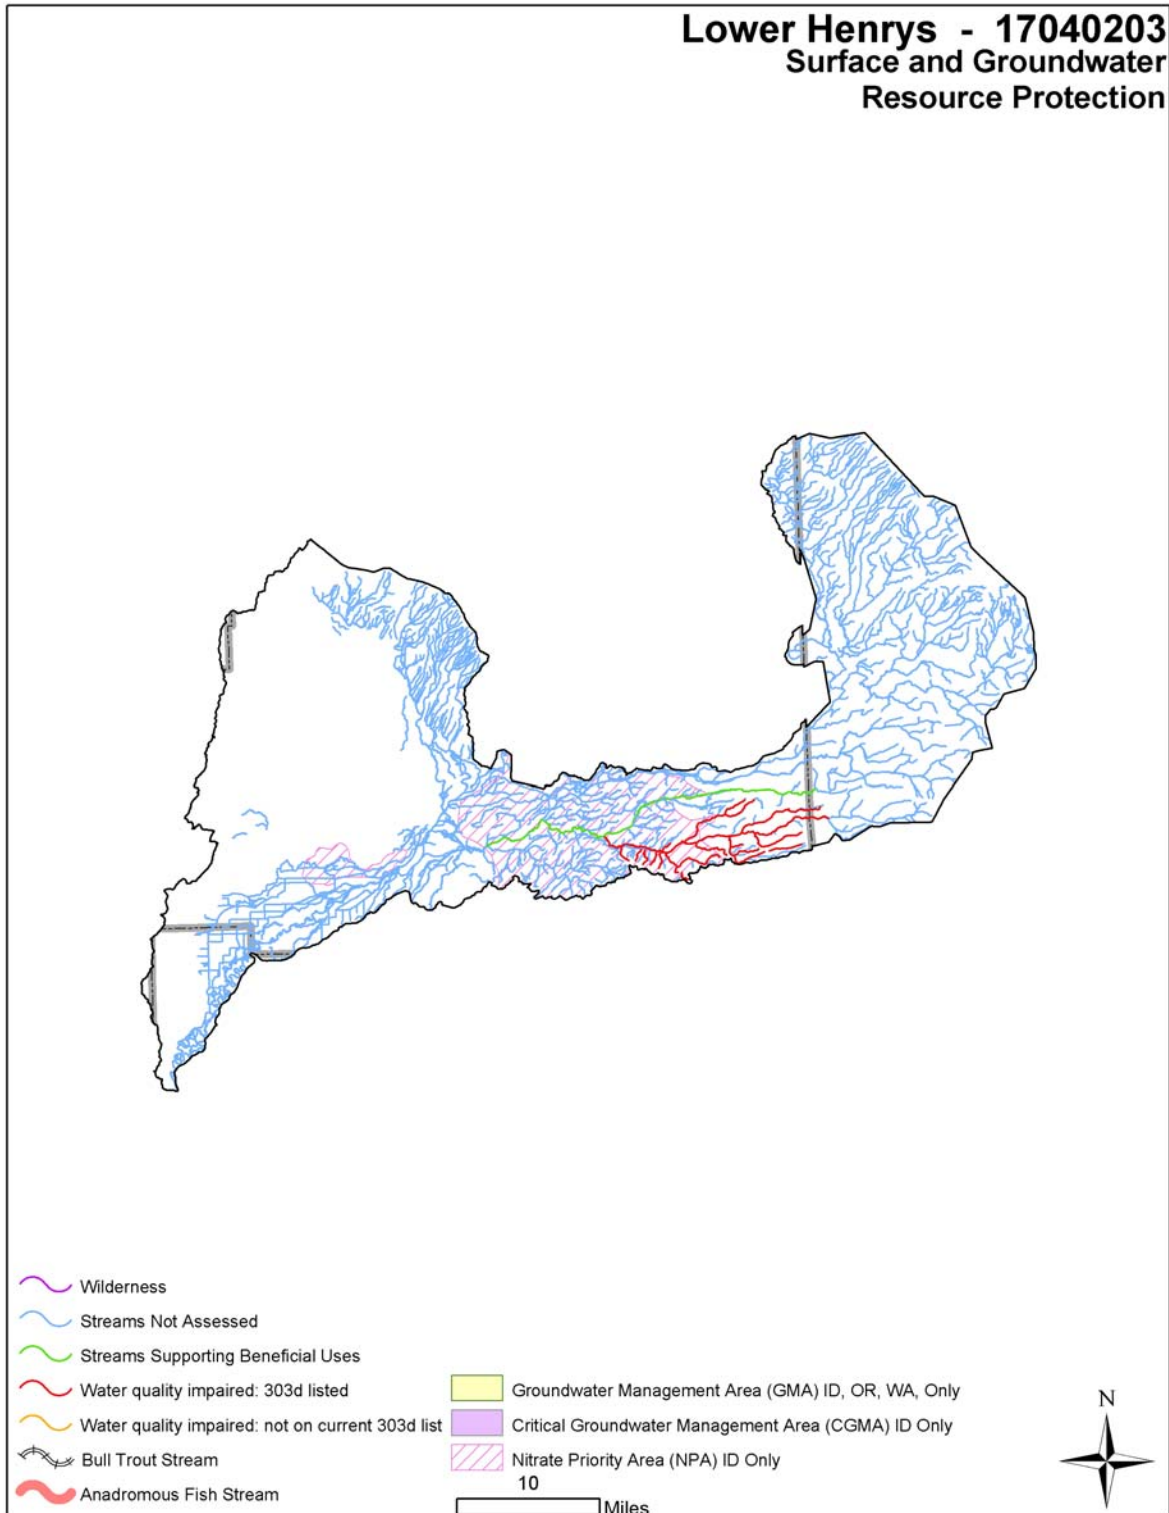 Lower Henrys - 17040203
Surface and Groundwater
Resource Protection
Wilderness
Streams Not Assessed
Streams Supporting Beneficial Uses
Water quality impaired: 303d listed
Water quality impaired: not on current 303d list
Bull Trout Stream
Anadromous Fish Stream
Groundwater Management Area (GMA) ID, OR, WA, Only
Critical Groundwater Management Area (CGMA) ID Only
Nitrate Priority Area (NPA) ID Only
10
Miles
N